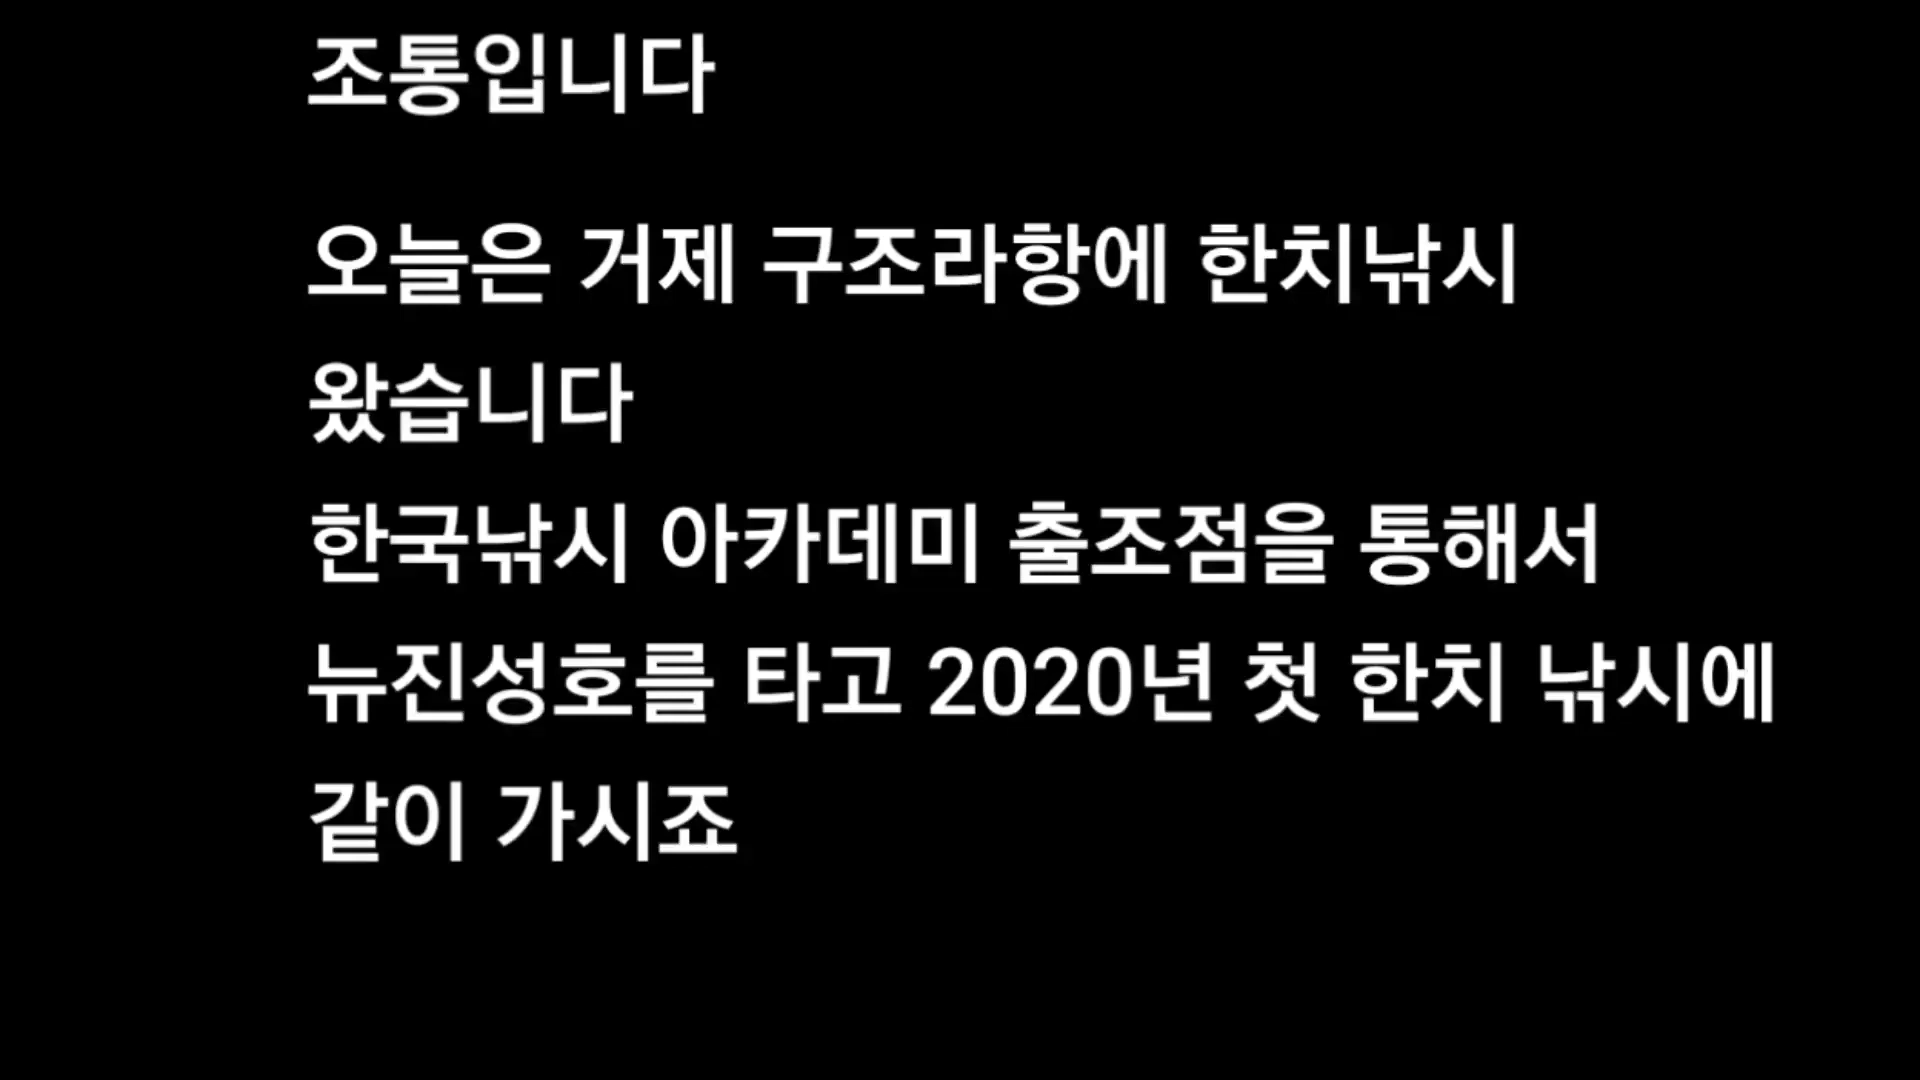 조통입니다
오늘은 거제 구조라항에 한치낚시
왔습니다
한국낚시 아카데미 출조점을 통해서
뉴진성호를 타고 2020년 첫 한치 낚시에
같이 가시죠